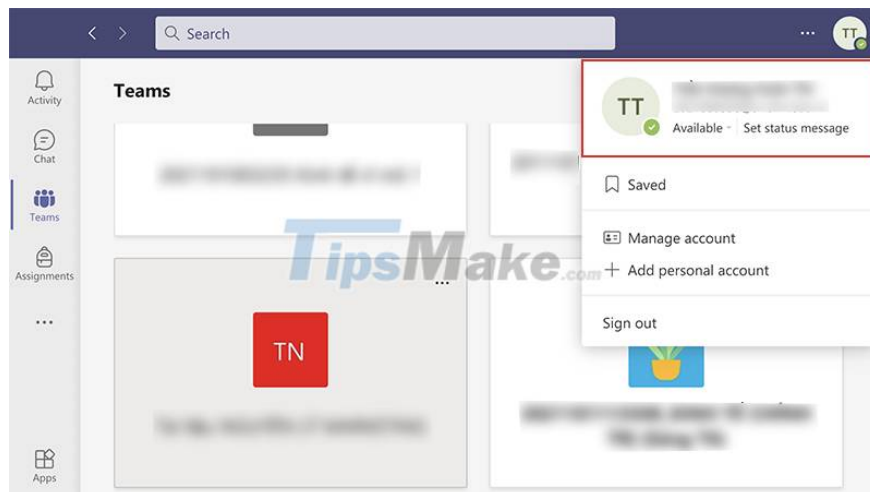 Search
...
TT
Activity
Chat
Teams
Assignments
...
Apps
Teams
TipsMake.com
...
TN
TT
Available
Set status message
Saved
Manage account
Add personal account
Sign out